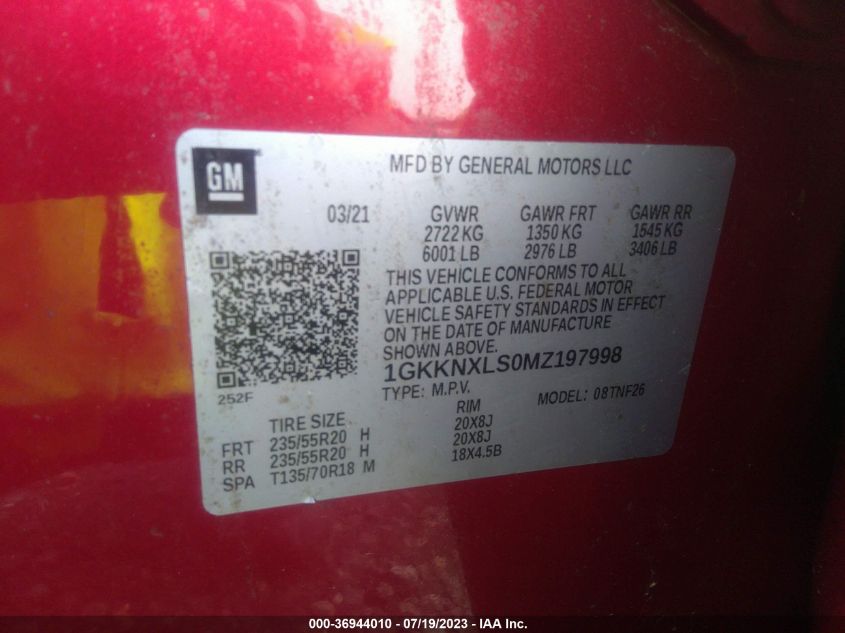 GM
MFD BY GENERAL MOTORS LLC
03/21 GVWR GAWR FRT GAWR RR
2722 KG 1350 KG 1545 KG
6001 LB 2976 LB 3406 LB
THIS VEHICLE CONFORMS TO ALL
APPLICABLE U.S. FEDERAL MOTOR
VEHICLE SAFETY STANDARDS IN EFFECT
ON THE DATE OF MANUFACTURE
SHOWN ABOVE.
1GKKNXLS0MZ197998
TYPE: M.P.V. MODEL: 08TNF26
252F
TIRE SIZE RIM
FRT 235/55R20 H 20X8J
RR 235/55R20 H 20X8J
SPA T135/70R18 M 18X4.5B
000-36944010 - 07/19/2023 - IAAI.COM